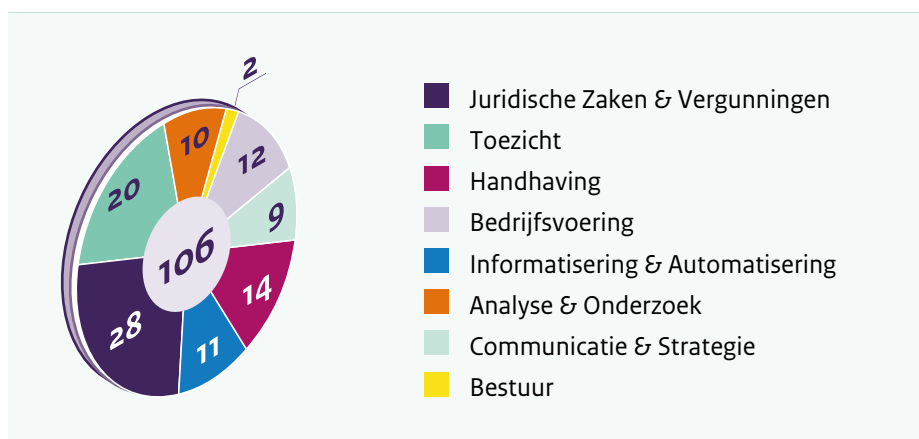 2
10
12
20
9
106
14
28
11
Juridische Zaken & Vergunningen
Toezicht
Handhaving
Bedrijfsvoering
Informatisering & Automatisering
Analyse & Onderzoek
Communicatie & Strategie
Bestuur